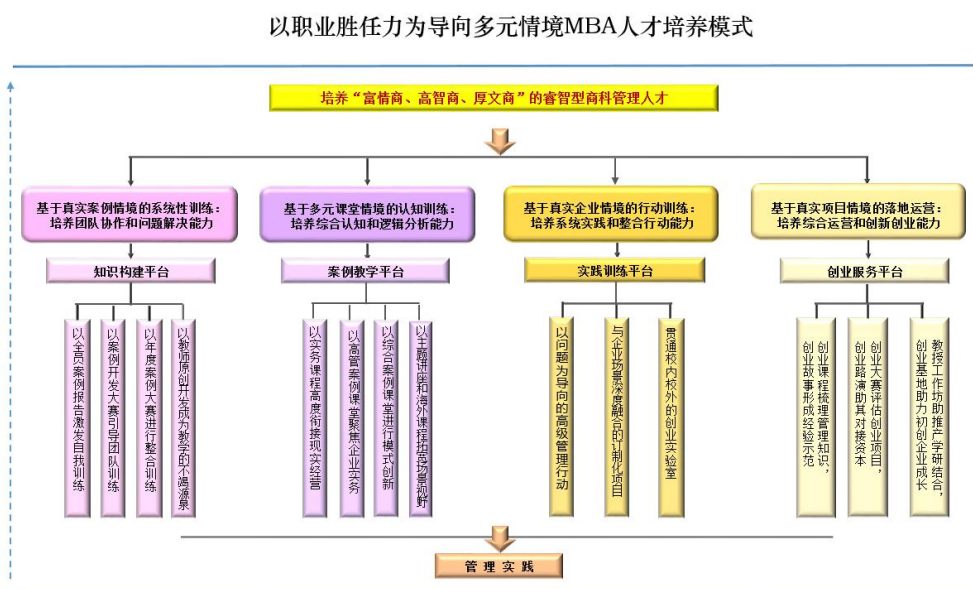 以职业胜任力为导向多元情境MBA人才培养模式
培养“富情商、高智商、厚文商”的睿智型商科管理人才
基于真实案例情境的系统性训练：
培养团队协作和问题解决能力
基于多元课堂情境的认知训练：
培养综合认知和逻辑分析能力
基于真实企业情境的行动训练：
培养系统实践和整合行动能力
基于真实项目情境的落地运营：
培养综合运营和创新创业能力
知识构建平台
案例教学平台
实践训练平台
创业服务平台
以全员案例报告激发自我训练
以案例开发大赛引导团队训练
以年度案例大赛进行整合训练
以教师原创开发成为教学的不竭源泉
以实务课程高度衔接现实经营
以高管案例课堂聚焦企业实务
以综合案例课堂进行模式创新
以主题讲座和海外课程拓宽场景视野
以问题为导向的高级管理行动
与企业场景深度融合的订制化项目
贯通校内校外的创业实验室
创业课程梳理管理知识，
创业故事形成经验示范
创业大赛评估创业项目，
创业路演助其对接资本
教授工作坊助推产学研结合，
创业基地助力初创企业成长
管理实践